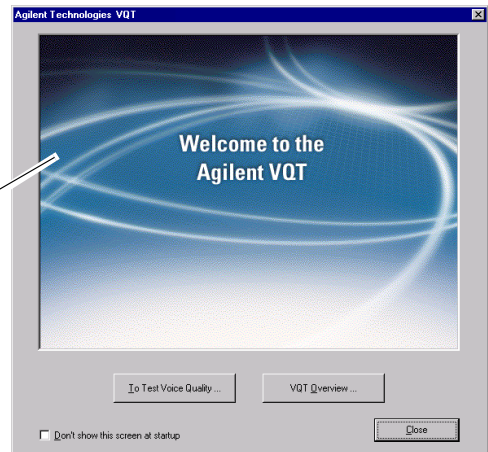 Agilent Technologies VQT
Welcome to the
Agilent VQT
To Test Voice Quality ...
VQT Overview ...
Don't show this screen at startup
Close